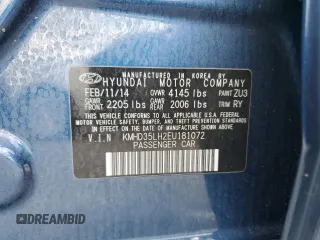 MANUFACTURED IN KOREA BY
HYUNDAI MOTOR COMPANY
FEB/11/14 GVWR 4145 lbs PAINT ZU3
GAWR FRONT 2205 lbs GAWR REAR 2006 lbs TRIM RY
THIS VEHICLE CONFORMS TO ALL APPLICABLE U.S.A FEDERAL
MOTOR VEHICLE SAFETY, BUMPER, AND THEFT PREVENTION
STANDARDS IN EFFECT ON THE DATE OF MANUFACTURE
SHOWN ABOVE.
V.I.N KMHD35LH2EU181072
PASSENGER CAR
AUTOHELPERBOT.COM